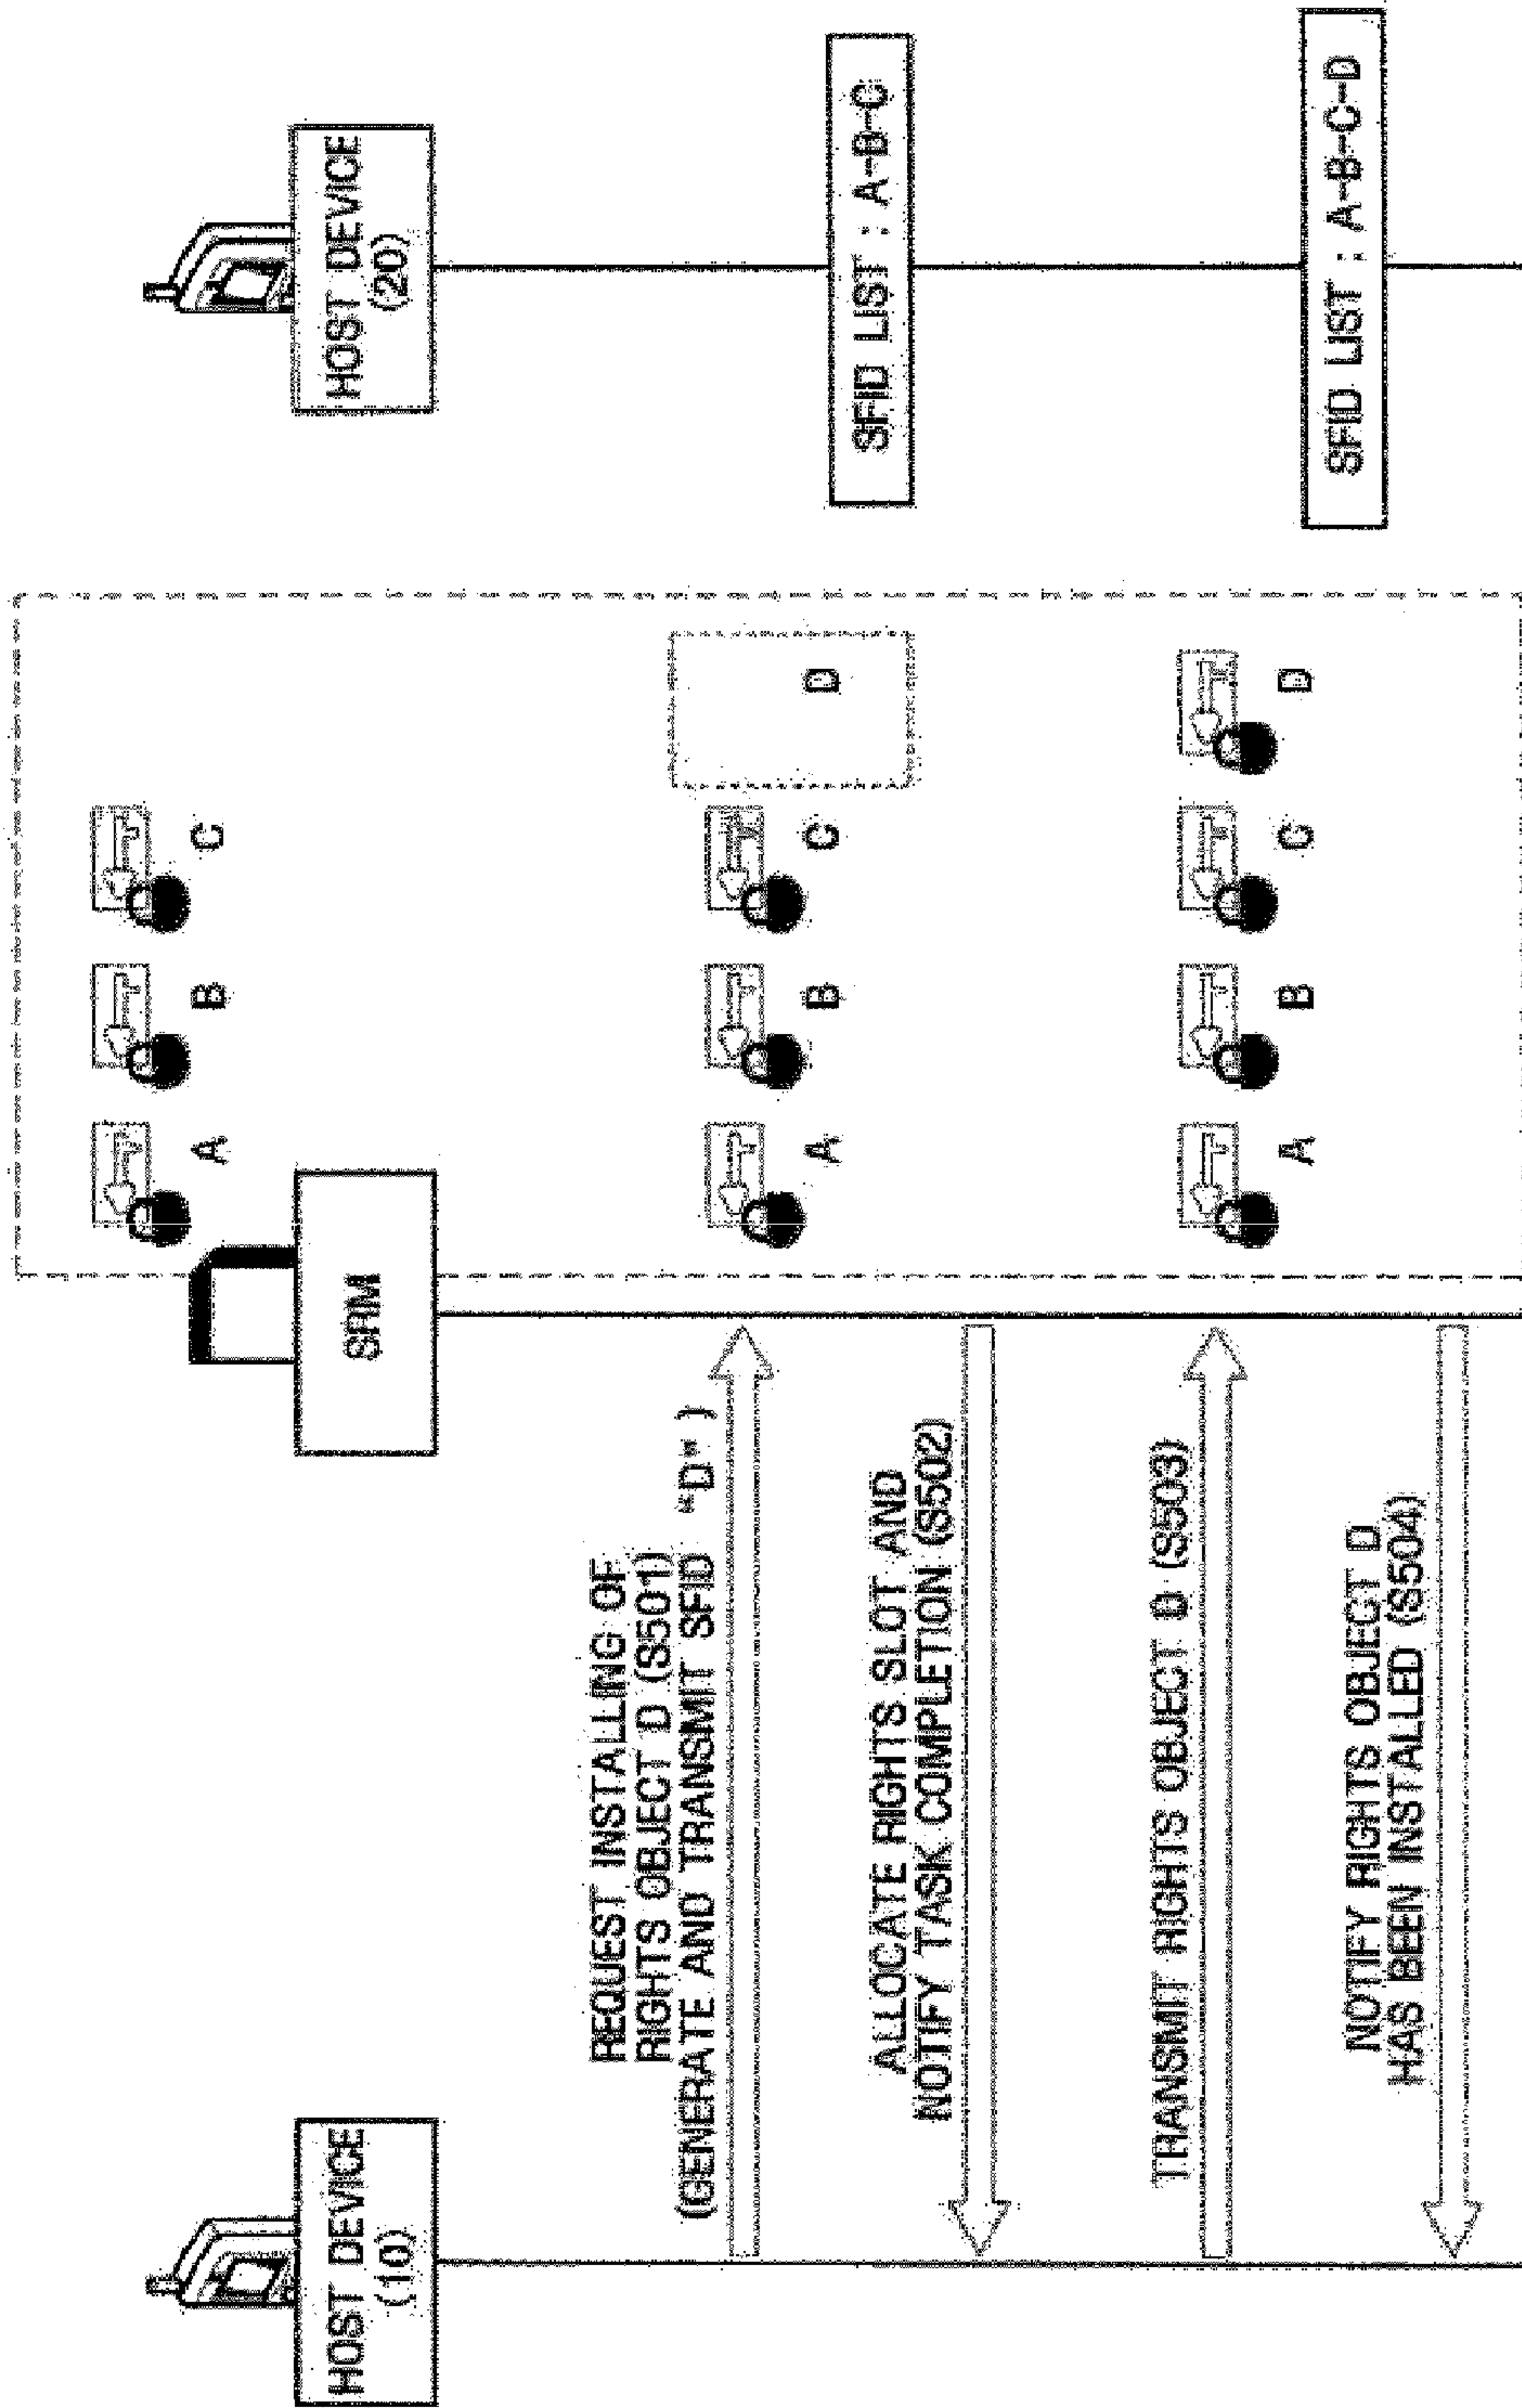 A
B
C
HOST DEVICE
(10)
SRM
HOST DEVICE
(20)
REQUEST INSTALLING OF
RIGHTS OBJECT D (S501)
(GENERATE AND TRANSMIT SFID "D" )
A
B
C
D
SFID LIST : A-B-C
ALLOCATE RIGHTS SLOT AND
NOTIFY TASK COMPLETION (S502)
TRANSMIT RIGHTS OBJECT D (S503)
A
B
C
D
SFID LIST : A-B-C-D
NOTIFY RIGHTS OBJECT D
HAS BEEN INSTALLED (S504)